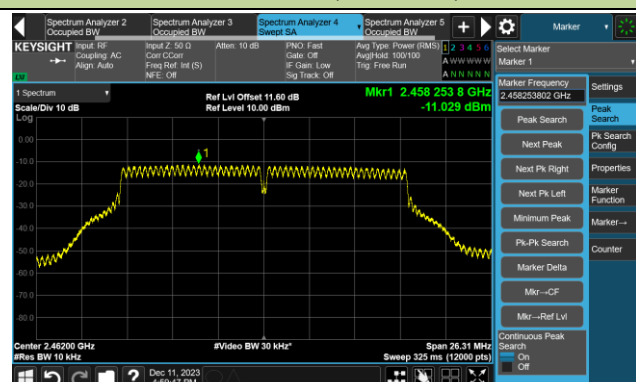 Spectrum Analyzer 2
Occupied BW
Spectrum Analyzer 3
Occupied BW
Spectrum Analyzer 4
Swept SA
Spectrum Analyzer 5
Occupied BW
+
Marker
KEYSIGHT
Input: RF
Coupling: AC
Align: Auto
Input Z: 50 Ω
Corr CCorr
Freq Ref: Int (S)
NFE: Off
Atten: 10 dB
PNO: Fast
Gate: Off
IF Gain: Low
Sig Track: Off
Avg Type: Power (RMS)
Avg|Hold: 100/100
Trig: Free Run
1 2 3 4 5 6
A W W W W W
A N N N N N
LVI
Select Marker
Marker 1
1 Spectrum
Scale/Div 10 dB
Log
Ref Lvl Offset 11.60 dB
Ref Level 10.00 dBm
Mkr1 2.458 253 8 GHz
-11.029 dBm
0.00
-10.0
-20.0
-30.0
-40.0
-50.0
-60.0
-70.0
-80.0
1
Center 2.46200 GHz
#Res BW 10 kHz
#Video BW 30 kHz*
Span 26.31 MHz
Sweep 325 ms (12000 pts)
Marker Frequency
2.458253802 GHz
Peak Search
Next Peak
Next Pk Right
Next Pk Left
Minimum Peak
Pk-Pk Search
Marker Delta
Mkr→CF
Mkr→Ref Lvl
Continuous Peak
Search
On
Off
Settings
Peak
Search
Pk Search
Config
Properties
Marker
Function
Marker→
Counter
?
Dec 11, 2023